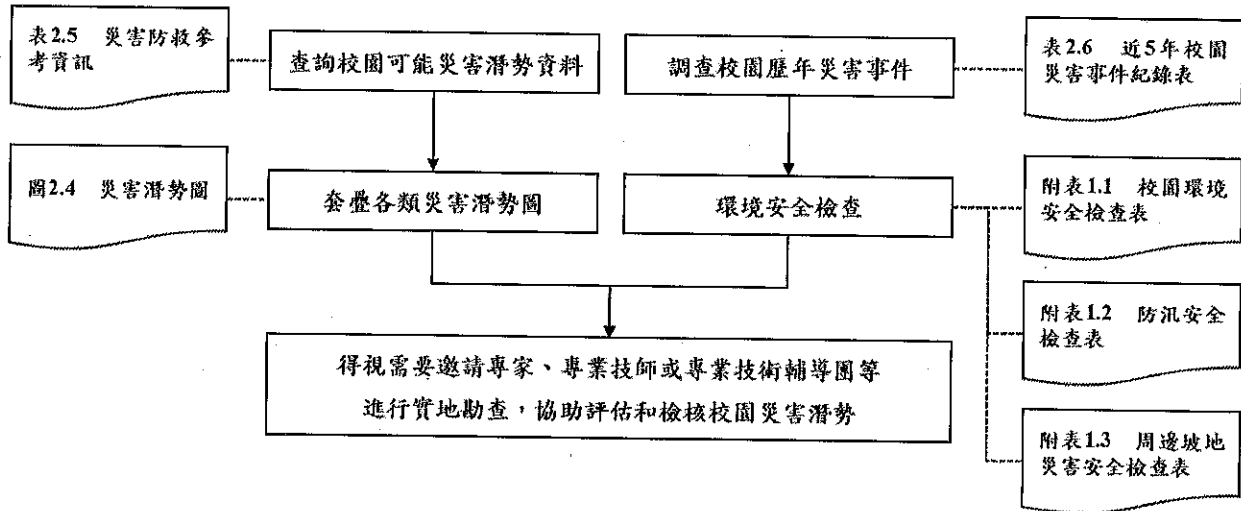 表2.5 災害防救參
考資訊
查詢校園可能災害潛勢資料
調查校園歷年災害事件
表2.6 近5年校園
災害事件紀錄表
圖2.4 災害潛勢圖
套疊各類災害潛勢圖
環境安全檢查
附表1.1 校園環境
安全檢查表
附表1.2 防汛安全
檢查表
得視需要邀請專家、專業技師或專業技術輔導團等
進行實地勘查，協助評估和檢核校園災害潛勢
附表1.3 周邊坡地
災害安全檢查表